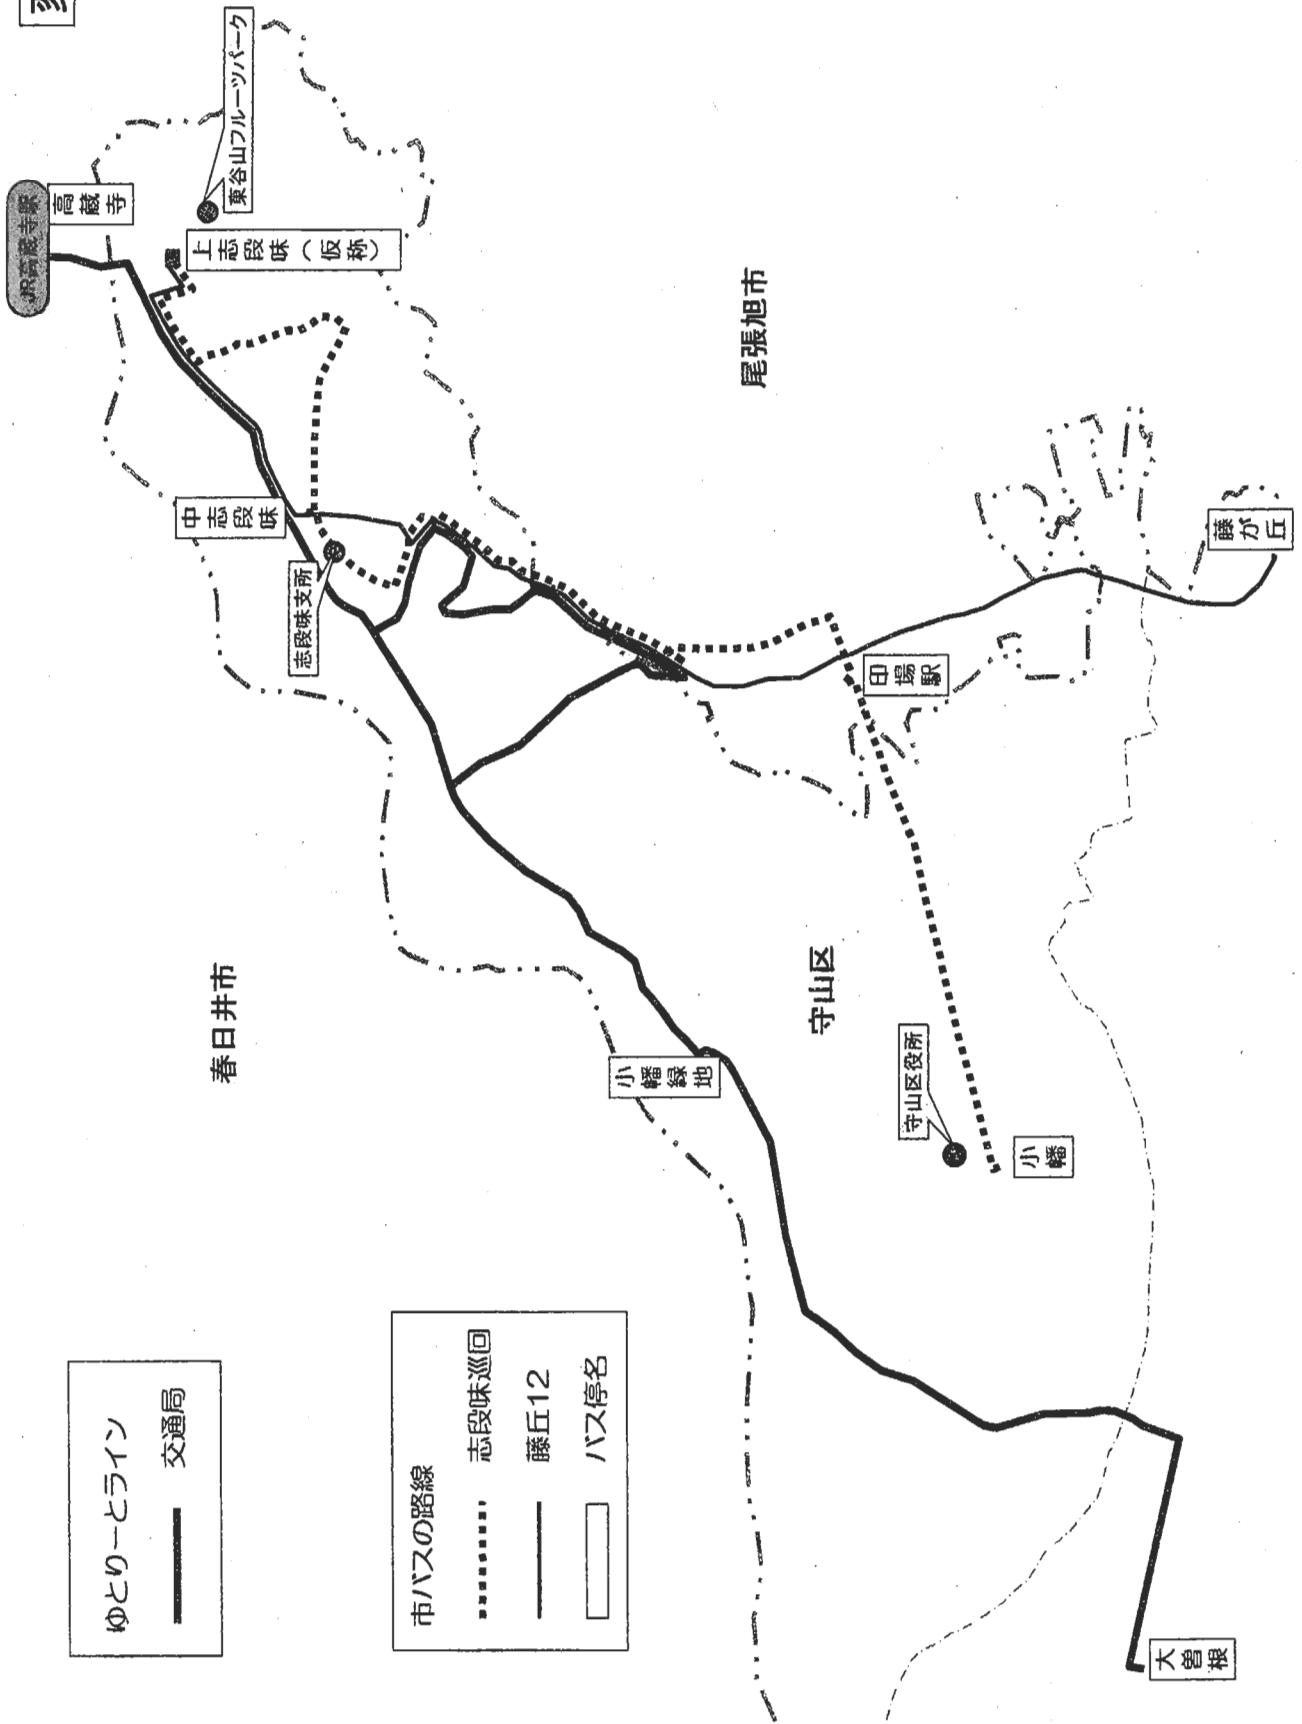 JR高蔵寺駅
高蔵寺
東谷山フルーツパーク
上志段味（仮称）
中志段味
志段味支所
尾張旭市
春日井市
印場駅
藤が丘
小幡緑地
守山区
守山区役所
小幡
大曽根
ゆとりーとライン
交通局
市バスの路線
志段味巡回
藤丘12
バス停名